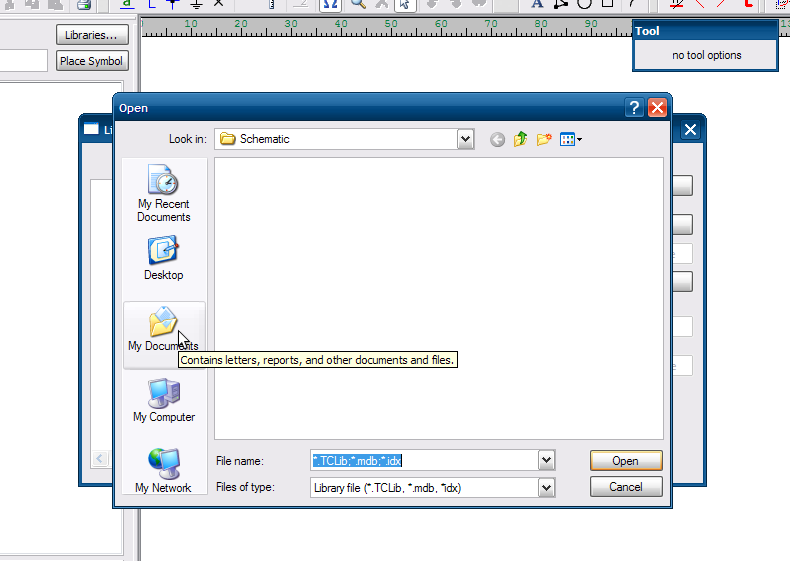 Libraries...
0 10 20 30 40 50 60 70 80 90
Tool
no tool options
Place Symbol
Open
Li
Look in: Schematic
My Recent
Documents
Desktop
My Documents
Contains letters, reports, and other documents and files.
My Computer
My Network
File name: *.TCLib;*.mdb;*.idx Open
Files of type: Library file (*.TCLib, *.mdb, *idx) Cancel